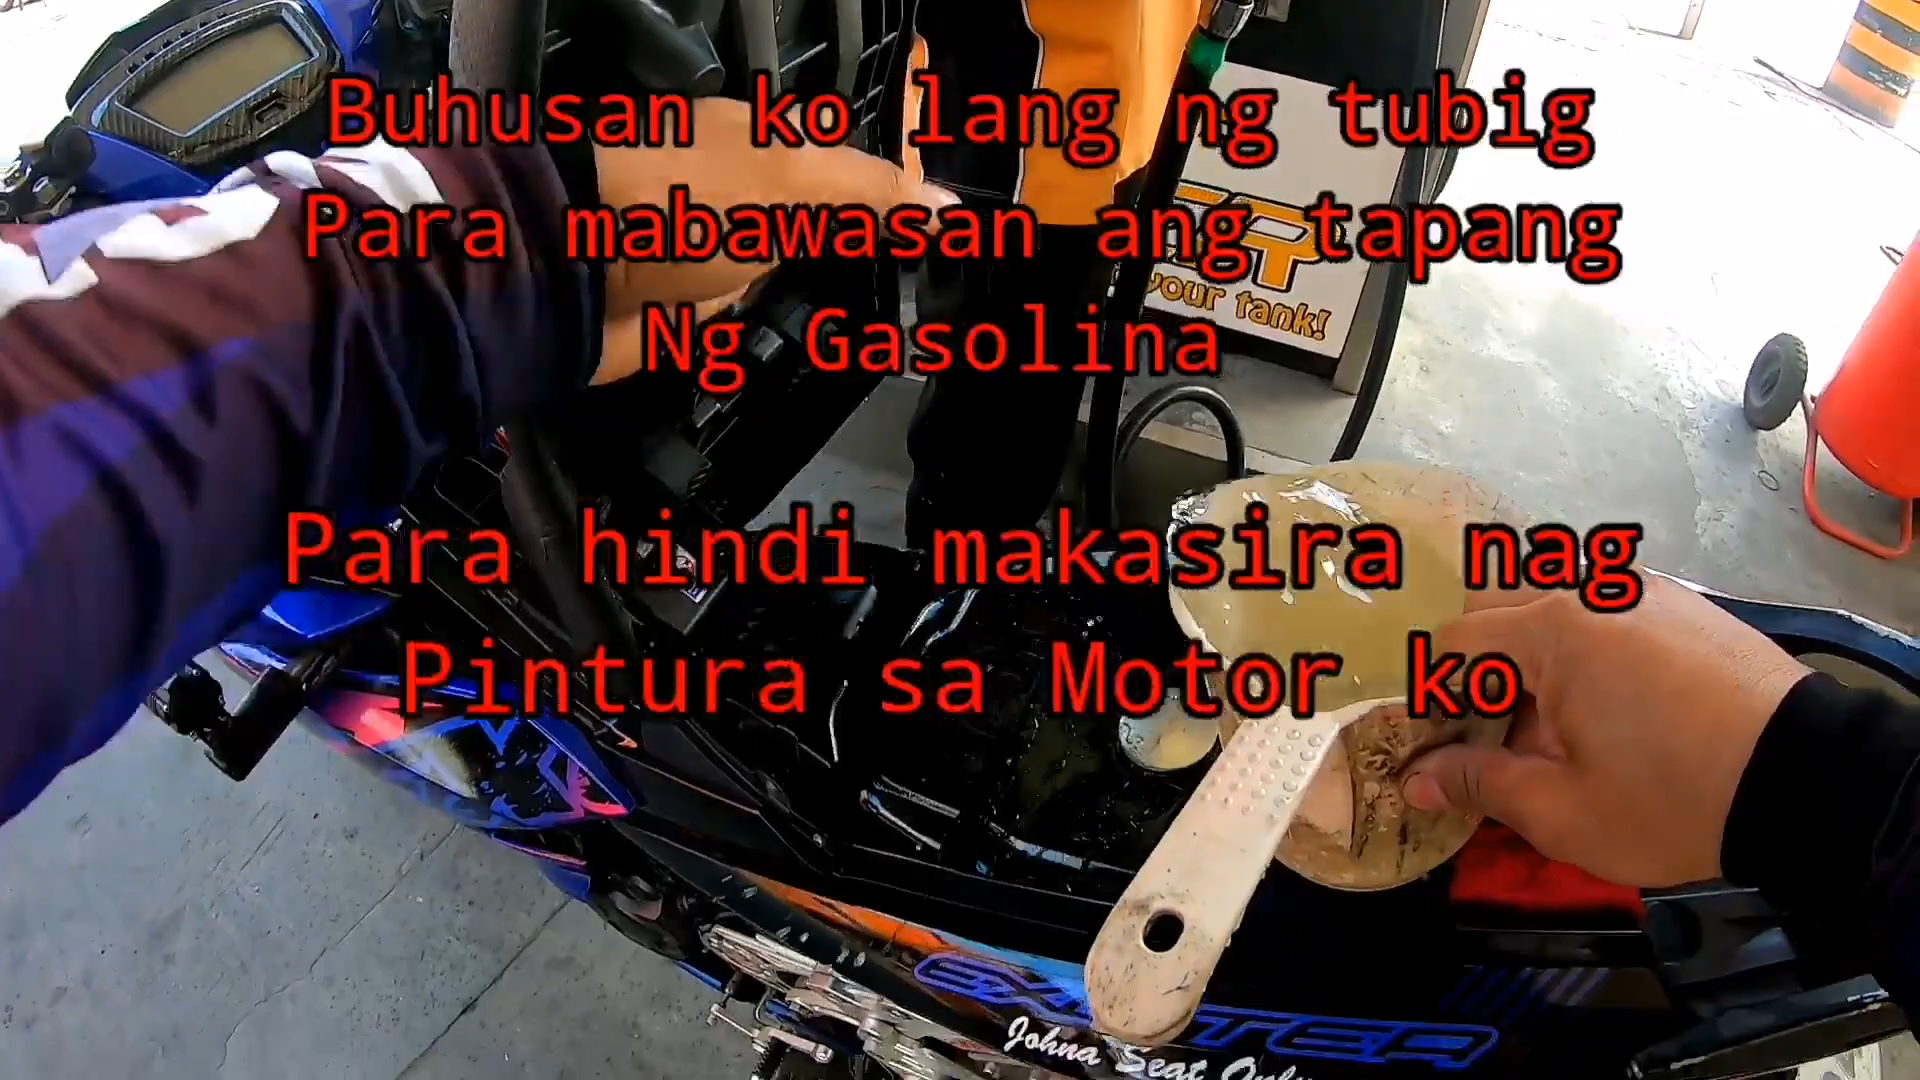 Buhusan ko lang ng tubig
Para mabawasan ang tapang
Ng Gasolina
your tank!
Para hindi makasira nag
Pintura sa Motor ko
EXCITER
Johna Seat